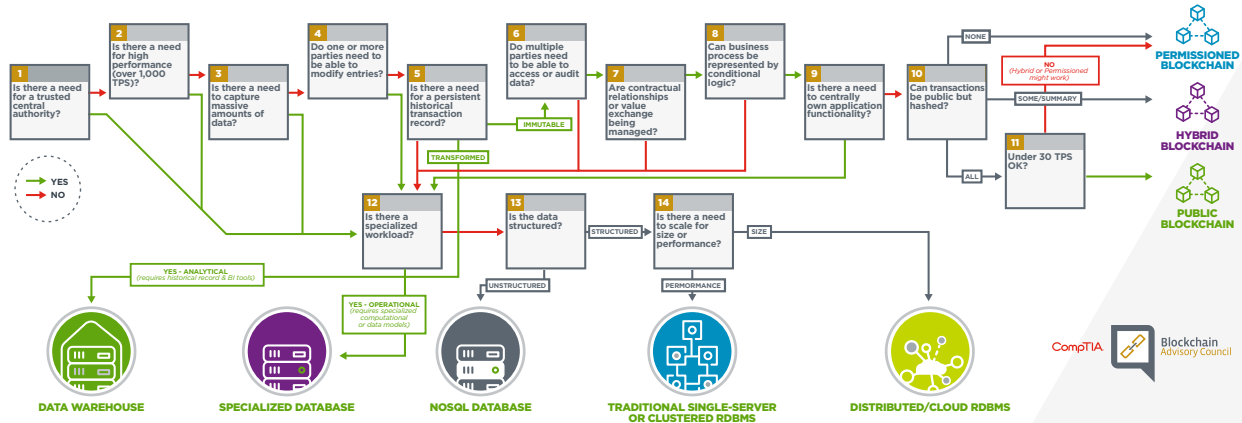 1
Is there a need
for a trusted
central
authority?
2
Is there a need
for high
performance
(over 1,000
TPS)?
3
Is there a need
to capture
massive
amounts of
data?
4
Do one or more
parties need to
be able to
modify entries?
5
Is there a need
for a persistent
historical
transaction
record?
6
Do multiple
parties need
to be able to
access or audit
data?
7
Are contractual
relationships
or value
exchange
being
managed?
8
Can business
process be
represented by
conditional
logic?
9
Is there a need
to centrally
own application
functionality?
10
Can transactions
be public but
hashed?
11
Under 30 TPS
OK?
NONE
NO
(Hybrid or Permissioned
might work)
SOME/SUMMARY
ALL
PERMISSIONED
BLOCKCHAIN
HYBRID
BLOCKCHAIN
PUBLIC
BLOCKCHAIN
IMMUTABLE
TRANSFORMED
YES
NO
12
Is there a
specialized
workload?
13
Is the data
structured?
STRUCTURED
14
Is there a need
to scale for
size or
performance?
SIZE
YES - ANALYTICAL
(requires historical record & BI tools)
YES - OPERATIONAL
(requires specialized
computational
or data models)
UNSTRUCTURED
PERMORMANCE
DATA WAREHOUSE
SPECIALIZED DATABASE
NOSQL DATABASE
TRADITIONAL SINGLE-SERVER
OR CLUSTERED RDBMS
DISTRIBUTED/CLOUD RDBMS
CompTIA
Blockchain
Advisory Council